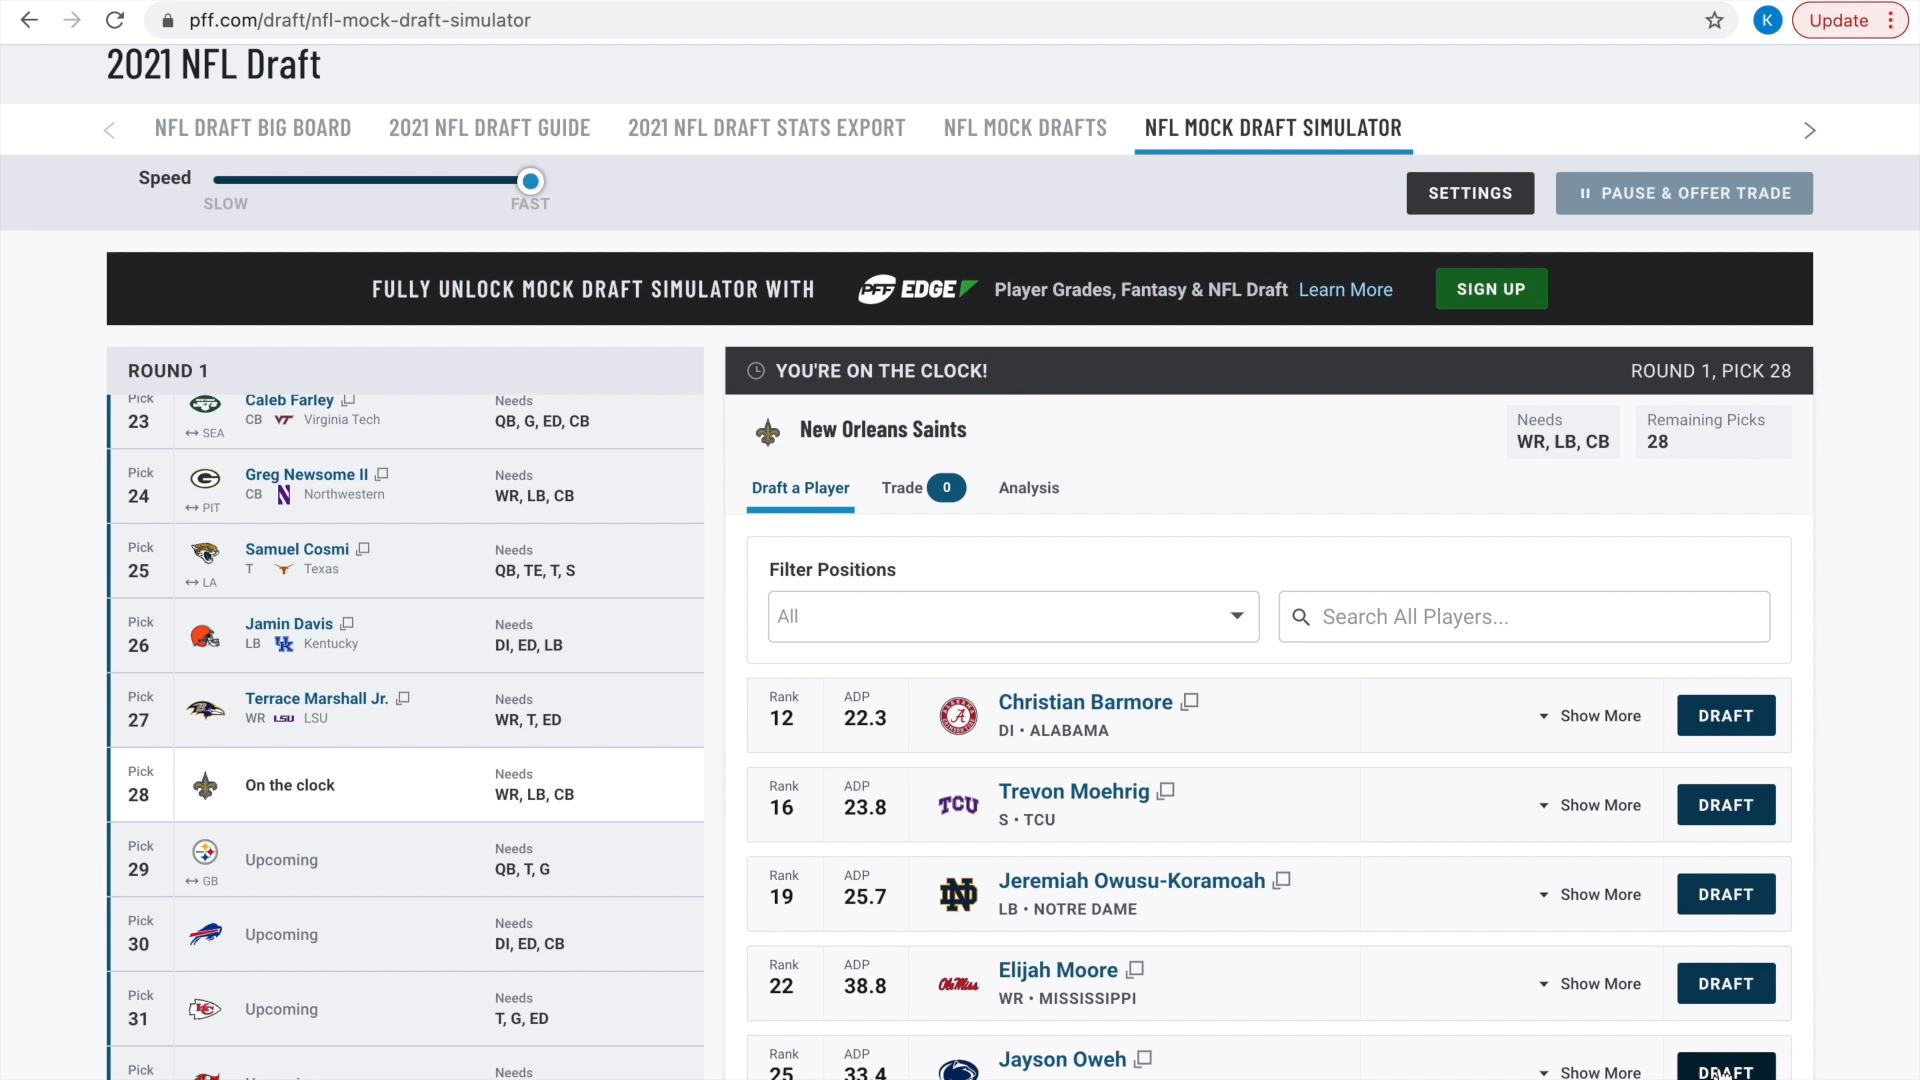 pff.com/draft/nfl-mock-draft-simulator
K
Update
2021 NFL Draft
NFL DRAFT BIG BOARD
2021 NFL DRAFT GUIDE
2021 NFL DRAFT STATS EXPORT
NFL MOCK DRAFTS
NFL MOCK DRAFT SIMULATOR
Speed
SLOW
FAST
SETTINGS
PAUSE & OFFER TRADE
FULLY UNLOCK MOCK DRAFT SIMULATOR WITH
PFF EDGE
Player Grades, Fantasy & NFL Draft Learn More
SIGN UP
ROUND 1
Pick
23
SEA
Caleb Farley
CB VT Virginia Tech
Needs
QB, G, ED, CB
Pick
24
G
PIT
Greg Newsome II
CB N Northwestern
Needs
WR, LB, CB
Pick
25
LA
Samuel Cosmi
T Texas
Needs
QB, TE, T, S
Pick
26
Jamin Davis
LB UK Kentucky
Needs
DI, ED, LB
Pick
27
Terrace Marshall Jr.
WR LSU LSU
Needs
WR, T, ED
Pick
28
On the clock
Needs
WR, LB, CB
Pick
29
GB
Upcoming
Needs
QB, T, G
Pick
30
Upcoming
Needs
DI, ED, CB
Pick
31
KC
Upcoming
Needs
T, G, ED
Pick
Needs
YOU'RE ON THE CLOCK!
ROUND 1, PICK 28
New Orleans Saints
Needs
WR, LB, CB
Remaining Picks
28
Draft a Player
Trade 0
Analysis
Filter Positions
All
Search All Players...
Rank
12
ADP
22.3
A
Christian Barmore
DI • ALABAMA
Show More
DRAFT
Rank
16
ADP
23.8
TCU
Trevon Moehrig
S • TCU
Show More
DRAFT
Rank
19
ADP
25.7
ND
Jeremiah Owusu-Koramoah
LB • NOTRE DAME
Show More
DRAFT
Rank
22
ADP
38.8
Ole Miss
Elijah Moore
WR • MISSISSIPPI
Show More
DRAFT
Rank
25
ADP
33.4
Jayson Oweh
Show More
DRAFT